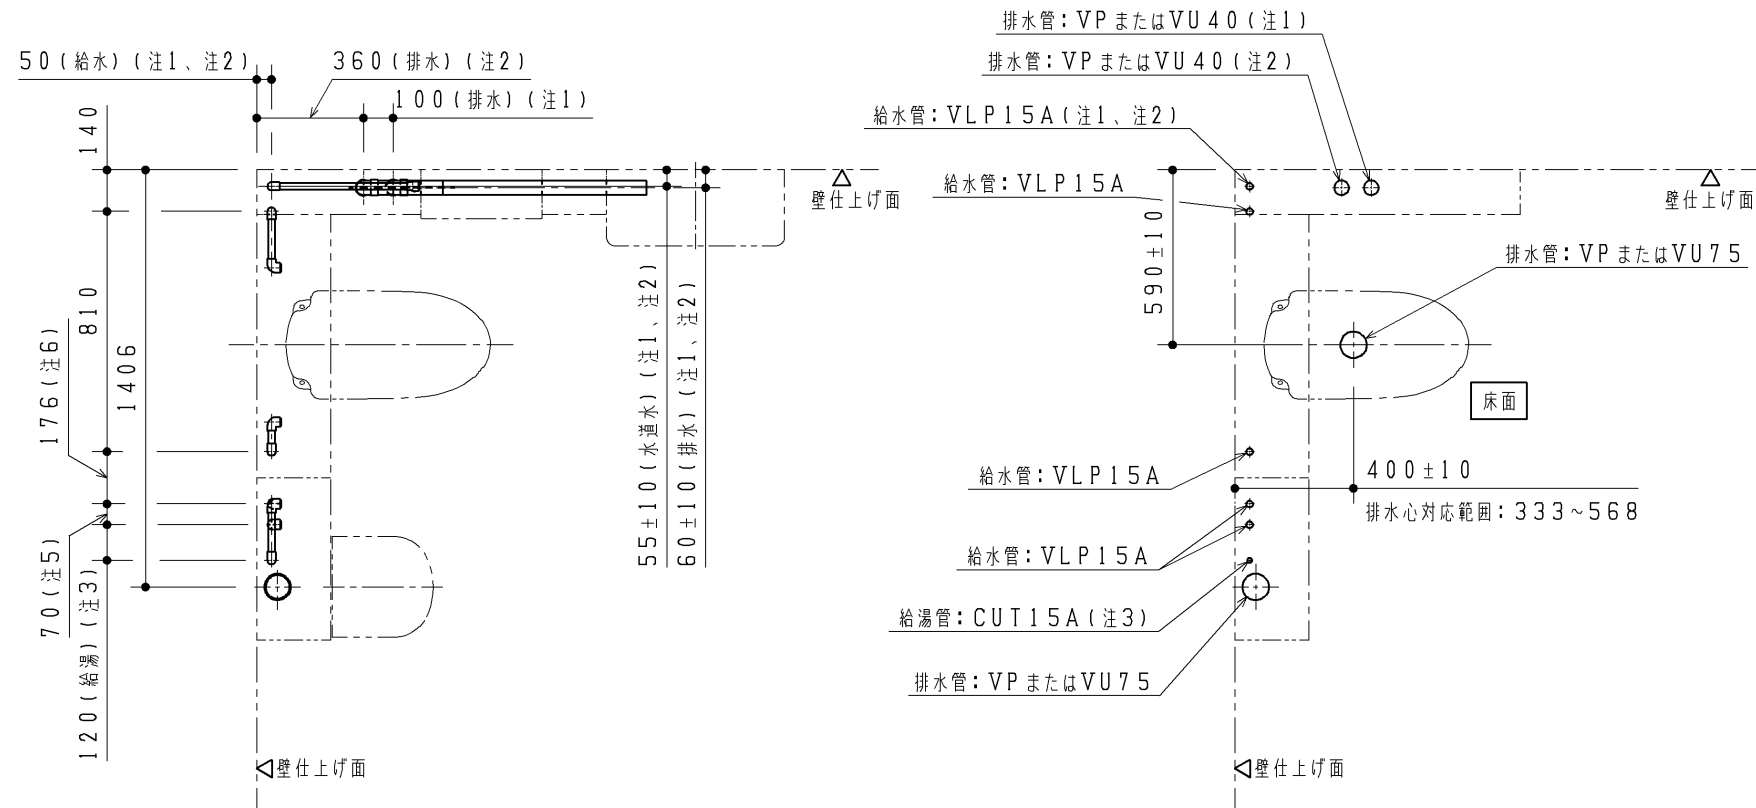 排水管：VPまたはVU40(注1)
50(給水)(注1、注2)
360(排水)(注2)
排水管：VPまたはVU40(注2)
100(排水)(注1)
給水管：VLP15A(注1、注2)
140
給水管：VLP15A
壁仕上げ面
壁仕上げ面
590±10
排水管：VPまたはVU75
810
176(注6)
1406
55±10(水道水)(注1、注2)
60±10(排水)(注1、注2)
床面
給水管：VLP15A
400±10
排水心対応範囲：333~568
給水管：VLP15A
70(注5)
120(給湯)(注3)
給湯管：CUT15A(注3)
排水管：VPまたはVU75
壁仕上げ面
壁仕上げ面